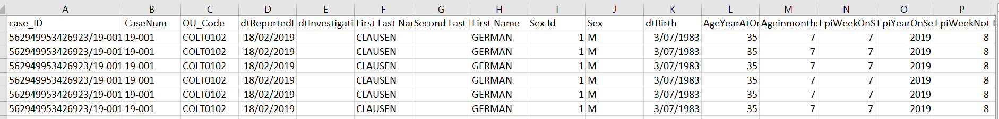 A B C D E F G H I J K L M N O P
case_ID CaseNum OU_Code dtReportedL dtInvestigati First Last Nar Second Last First Name Sex Id Sex dtBirth AgeYearAtOr Ageinmonths EpiWeekOnS EpiYearOnSe EpiWeekNot E
562949953426923/19-001 19-001 COLT0102 18/02/2019 CLAUSEN GERMAN 1 M 3/07/1983 35 7 7 2019 8
562949953426923/19-001 19-001 COLT0102 18/02/2019 CLAUSEN GERMAN 1 M 3/07/1983 35 7 7 2019 8
562949953426923/19-001 19-001 COLT0102 18/02/2019 CLAUSEN GERMAN 1 M 3/07/1983 35 7 7 2019 8
562949953426923/19-001 19-001 COLT0102 18/02/2019 CLAUSEN GERMAN 1 M 3/07/1983 35 7 7 2019 8
562949953426923/19-001 19-001 COLT0102 18/02/2019 CLAUSEN GERMAN 1 M 3/07/1983 35 7 7 2019 8
562949953426923/19-001 19-001 COLT0102 18/02/2019 CLAUSEN GERMAN 1 M 3/07/1983 35 7 7 2019 8